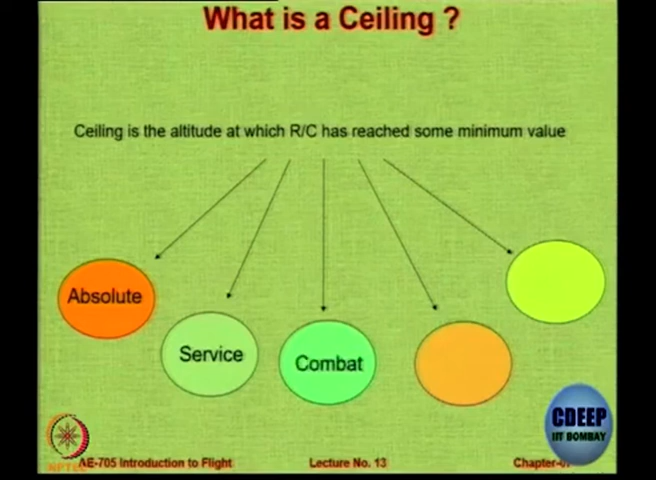 What is a Ceiling ?
Ceiling is the altitude at which R/C has reached some minimum value
Absolute
Service
Combat
CDEEP
IIT BOMBAY
NPTEL
AE-705 Introduction to Flight
Lecture No. 13